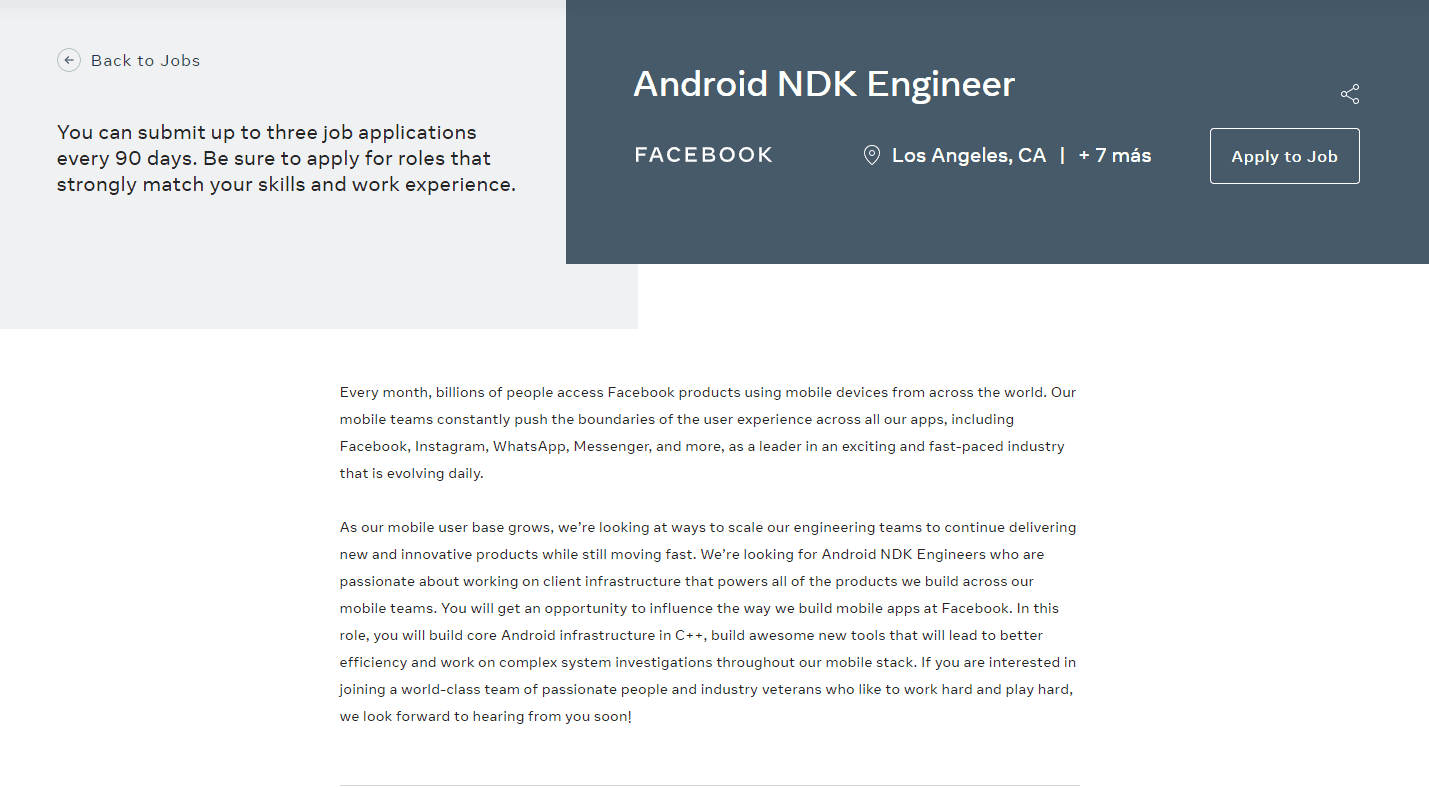 Back to Jobs
You can submit up to three job applications
every 90 days. Be sure to apply for roles that
strongly match your skills and work experience.
Android NDK Engineer
FACEBOOK
Los Angeles, CA | + 7 más
Apply to Job
Every month, billions of people access Facebook products using mobile devices from across the world. Our
mobile teams constantly push the boundaries of the user experience across all our apps, including
Facebook, Instagram, WhatsApp, Messenger, and more, as a leader in an exciting and fast-paced industry
that is evolving daily.
As our mobile user base grows, we’re looking at ways to scale our engineering teams to continue delivering
new and innovative products while still moving fast. We’re looking for Android NDK Engineers who are
passionate about working on client infrastructure that powers all of the products we build across our
mobile teams. You will get an opportunity to influence the way we build mobile apps at Facebook. In this
role, you will build core Android infrastructure in C++, build awesome new tools that will lead to better
efficiency and work on complex system investigations throughout our mobile stack. If you are interested in
joining a world-class team of passionate people and industry veterans who like to work hard and play hard,
we look forward to hearing from you soon!